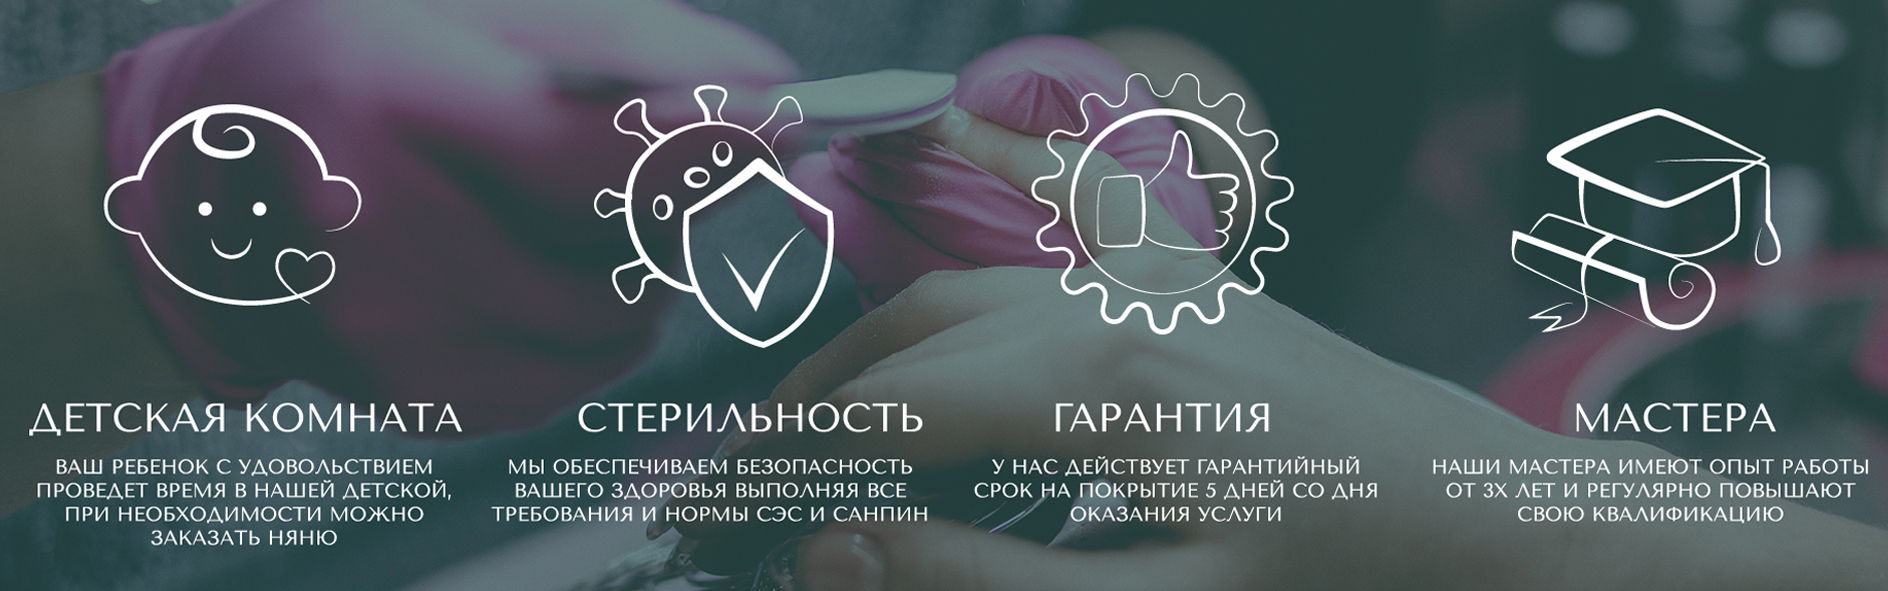 ДЕТСКАЯ КОМНАТА
ВАШ РЕБЕНОК С УДОВОЛЬСТВИЕМ
ПРОВЕДЕТ ВРЕМЯ В НАШЕЙ ДЕТСКОЙ,
ПРИ НЕОБХОДИМОСТИ МОЖНО
ЗАКАЗАТЬ НЯНЮ
СТЕРИЛЬНОСТЬ
МЫ ОБЕСПЕЧИВАЕМ БЕЗОПАСНОСТЬ
ВАШЕГО ЗДОРОВЬЯ ВЫПОЛНЯЯ ВСЕ
ТРЕБОВАНИЯ И НОРМЫ СЭС И САНПИН
ГАРАНТИЯ
У НАС ДЕЙСТВУЕТ ГАРАНТИЙНЫЙ
СРОК НА ПОКРЫТИЕ 5 ДНЕЙ СО ДНЯ
ОКАЗАНИЯ УСЛУГИ
МАСТЕРА
НАШИ МАСТЕРА ИМЕЮТ ОПЫТ РАБОТЫ
ОТ 3Х ЛЕТ И РЕГУЛЯРНО ПОВЫШАЮТ
СВОЮ КВАЛИФИКАЦИЮ